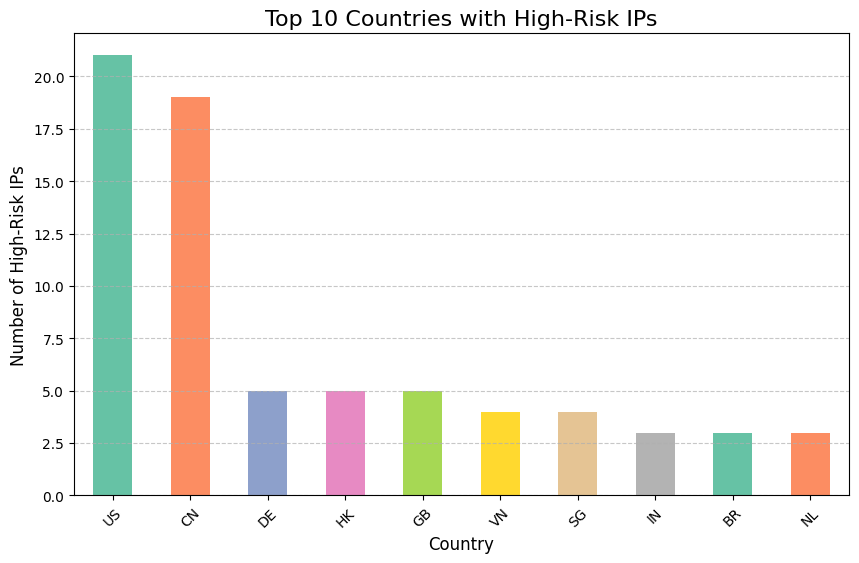 Top 10 Countries with High-Risk IPs
Number of High-Risk IPs
20.0
17.5
15.0
12.5
10.0
7.5
5.0
2.5
0.0
US CN DE HK GB VN SG IN BR NL
Country